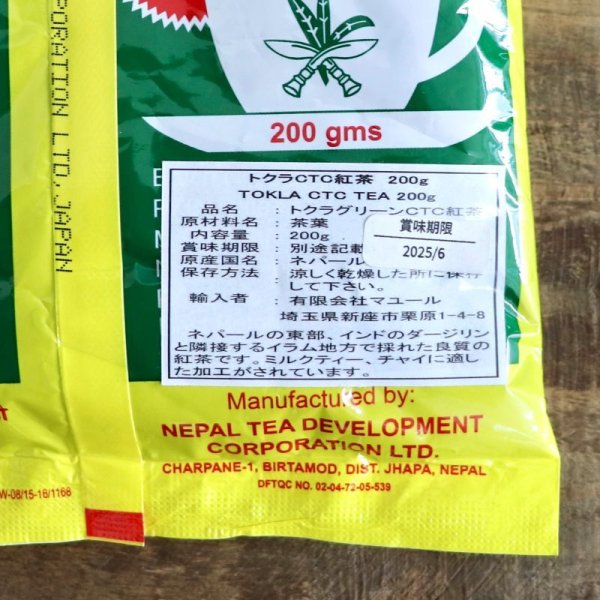 200 gms
トクラCTC紅茶 200g
TOKLA CTC TEA 200g
品名 : トクラグリーンCTC紅茶
原材料名 : 茶葉
内容量 : 200g
賞味期限 : 別途記載
賞味期限
2025/6
原産国名 : ネパール
保存方法 : 涼しく乾燥した所に保存
して下さい。
輸入者 : 有限会社マユール
埼玉県新座市栗原1-4-8
ネパールの東部、インドのダージリン
と隣接するイラム地方で採れた良質の
紅茶です。ミルクティー、チャイに適し
た加工がされています。
Manufactured by:
NEPAL TEA DEVELOPMENT
CORPORATION LTD.
CHARPANE-1, BIRTAMOD, DIST. JHAPA, NEPAL
DFTQC NO. 02-04-72-05-539
PORATION LTD.JAPAN
W-08/15-16/1168